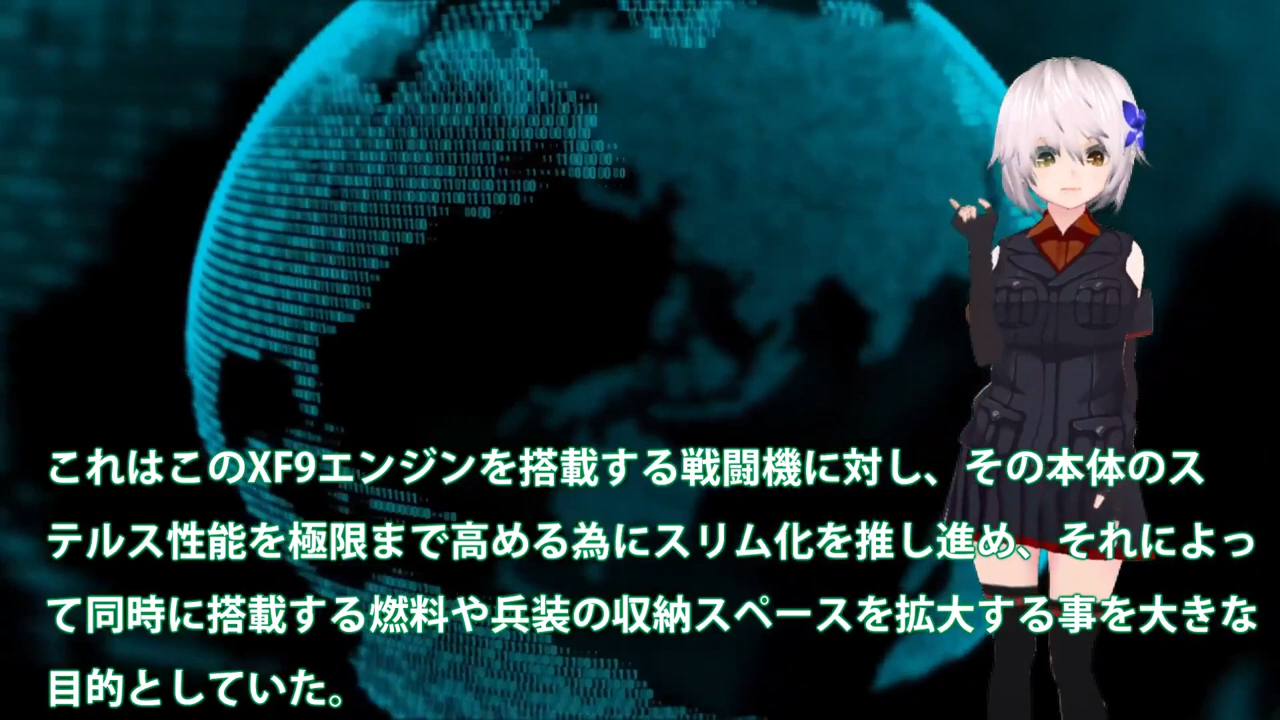 これはこのXF9エンジンを搭載する戦闘機に対し、その本体のス
テルス性能を極限まで高める為にスリム化を推し進め、それによっ
て同時に搭載する燃料や兵装の収納スペースを拡大する事を大きな
目的としていた。